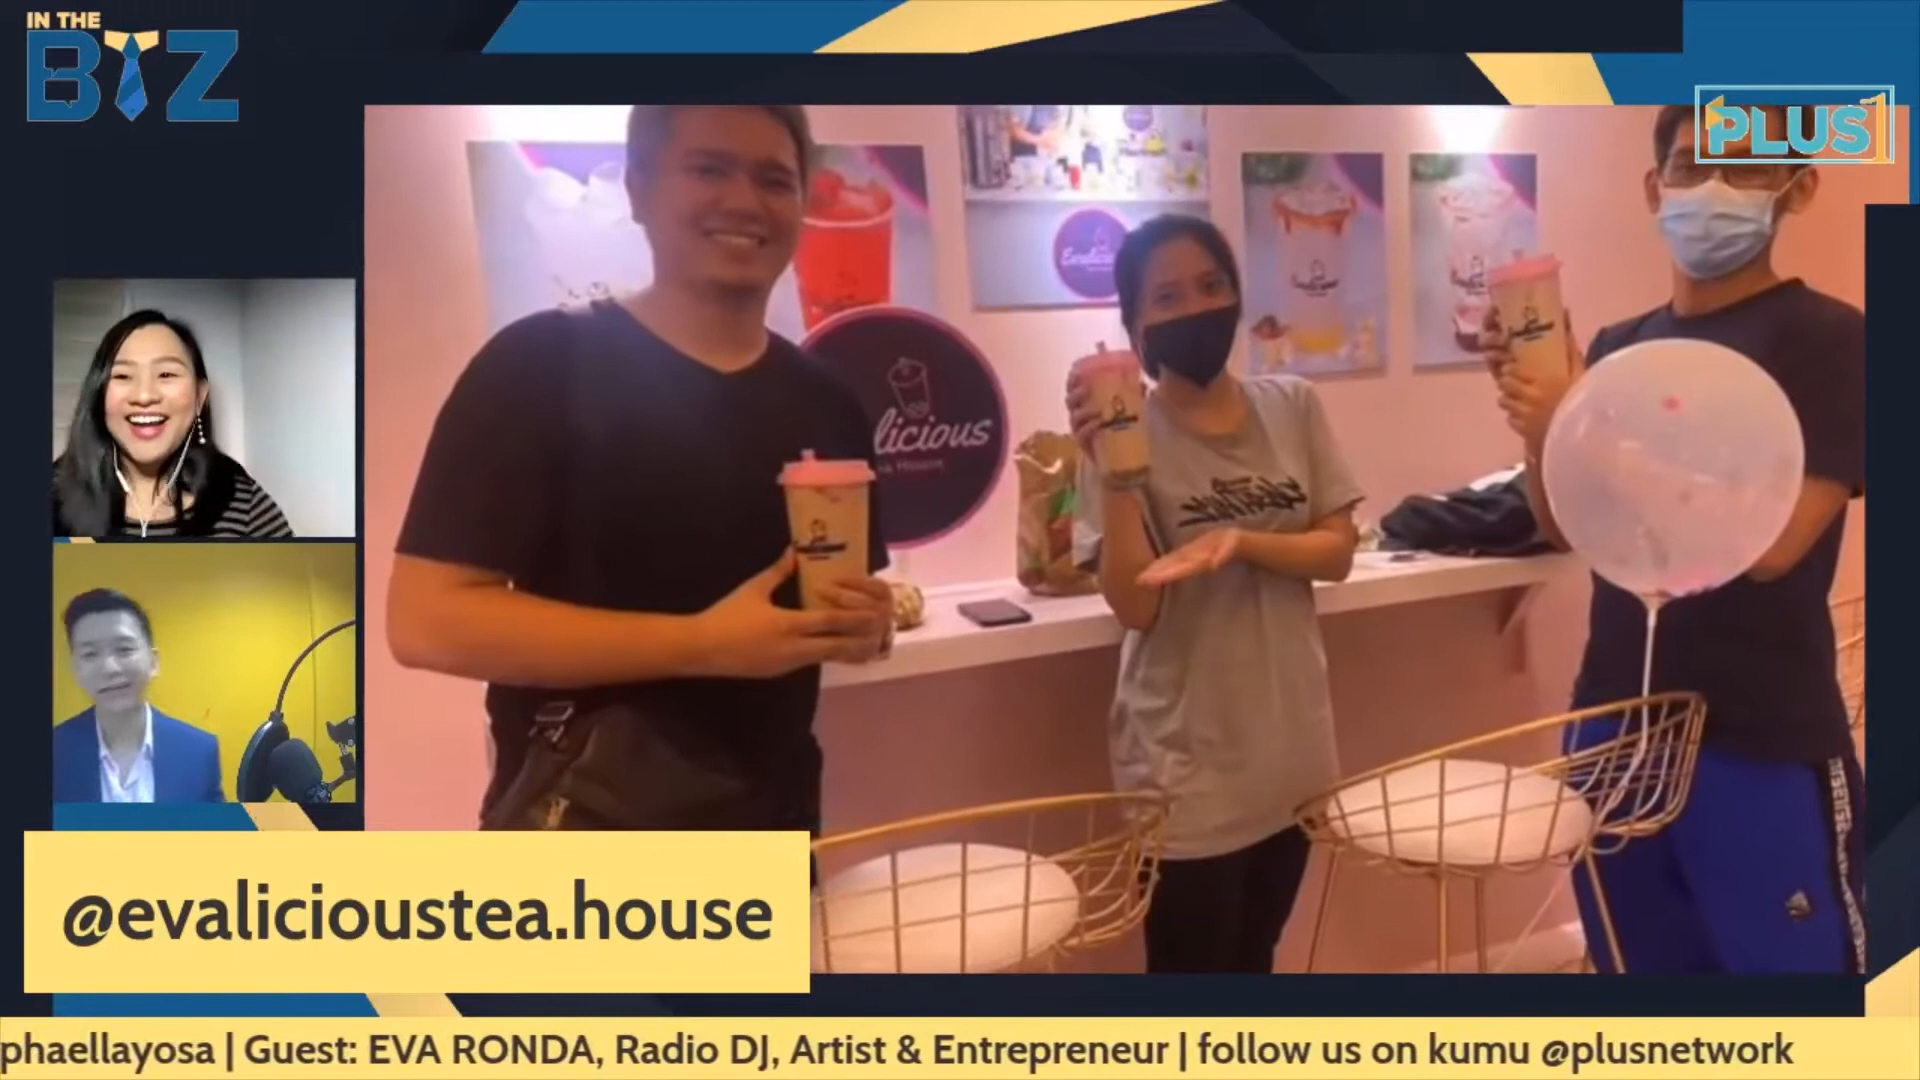 IN THE
BIZ
PLUS1
licious
@evalicioustea.house
phaellayosa | Guest: EVA RONDA, Radio DJ, Artist & Entrepreneur | follow us on kumu @plusnetwork